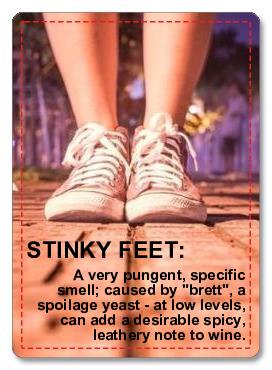 STINKY FEET:
A very pungent, specific
smell; caused by "brett", a
spoilage yeast - at low levels,
can add a desirable spicy,
leathery note to wine.